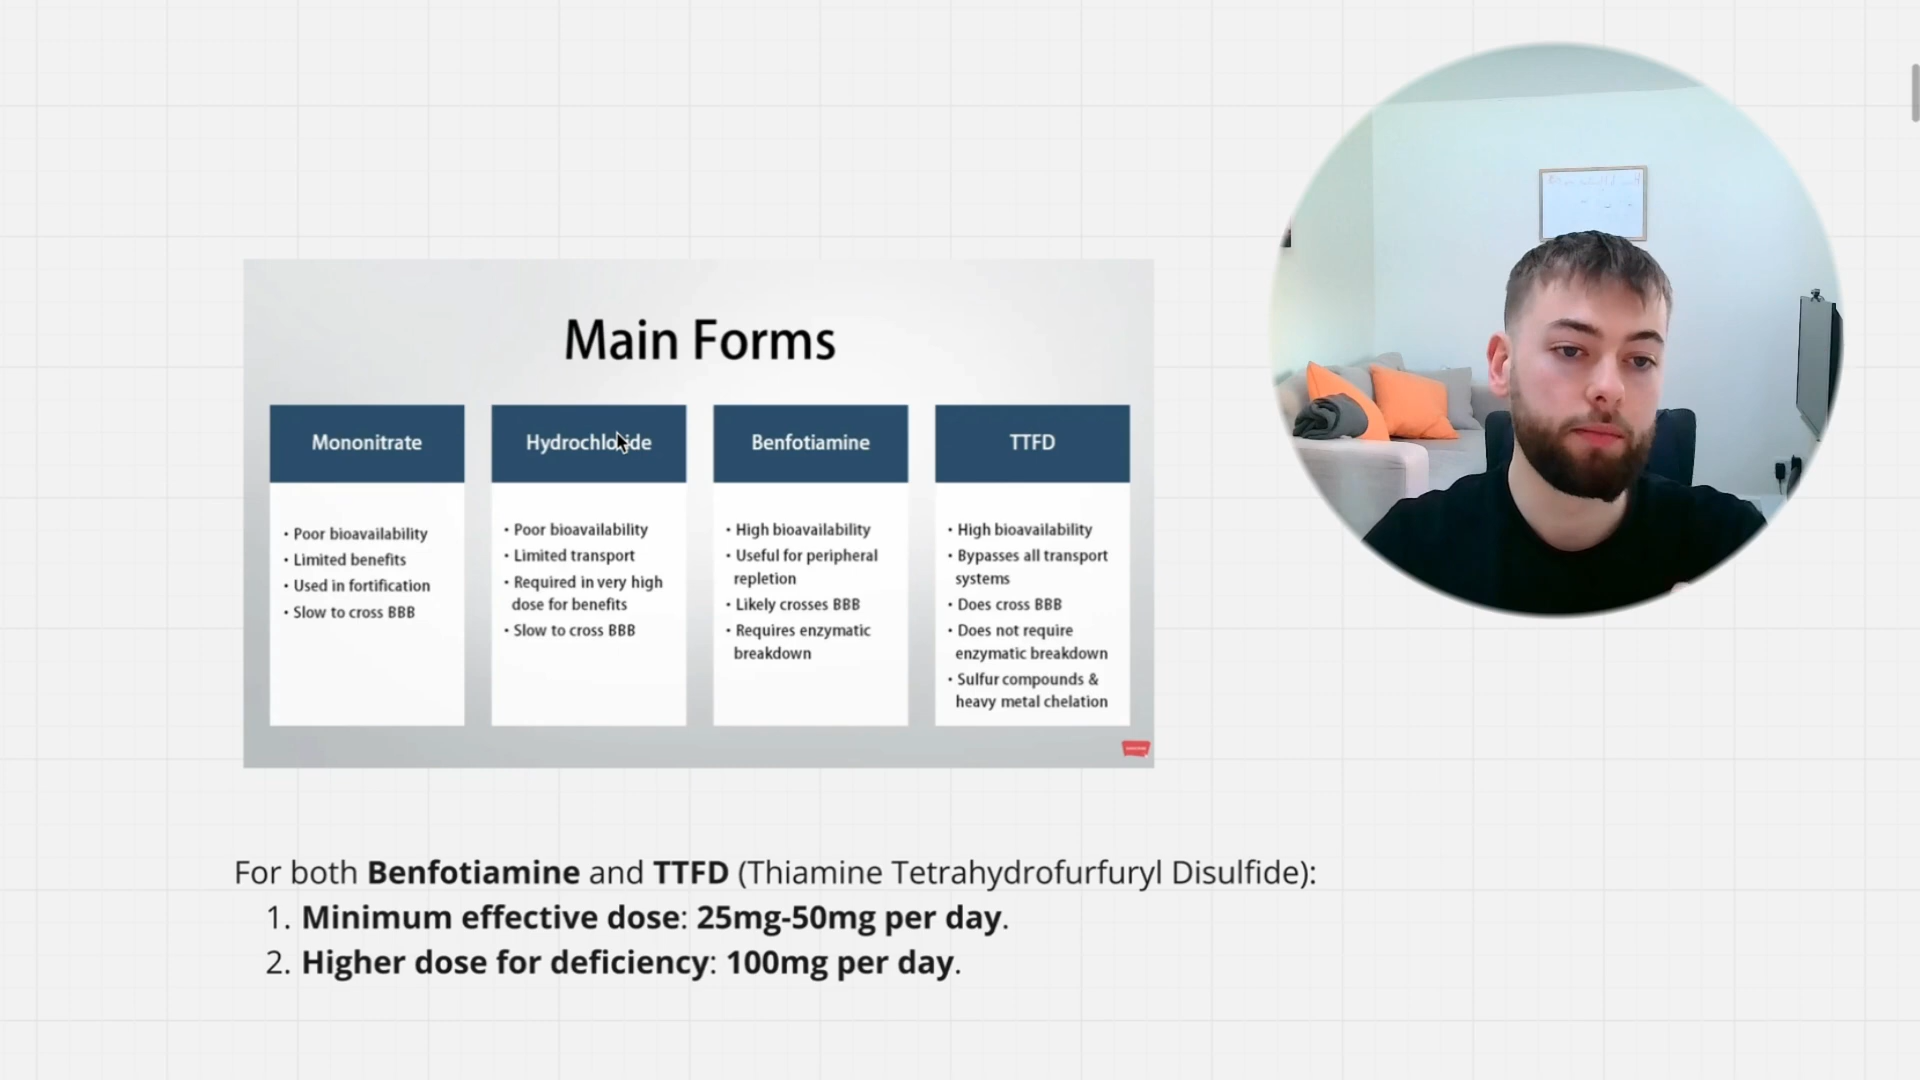 Main Forms
Mononitrate
• Poor bioavailability
• Limited benefits
• Used in fortification
• Slow to cross BBB
Hydrochloride
• Poor bioavailability
• Limited transport
• Required in very high
dose for benefits
• Slow to cross BBB
Benfotiamine
• High bioavailability
• Useful for peripheral
repletion
• Likely crosses BBB
• Requires enzymatic
breakdown
TTFD
• High bioavailability
• Bypasses all transport
systems
• Does cross BBB
• Does not require
enzymatic breakdown
• Sulfur compounds &
heavy metal chelation
For both Benfotiamine and TTFD (Thiamine Tetrahydrofurfuryl Disulfide):
1. Minimum effective dose: 25mg-50mg per day.
2. Higher dose for deficiency: 100mg per day.